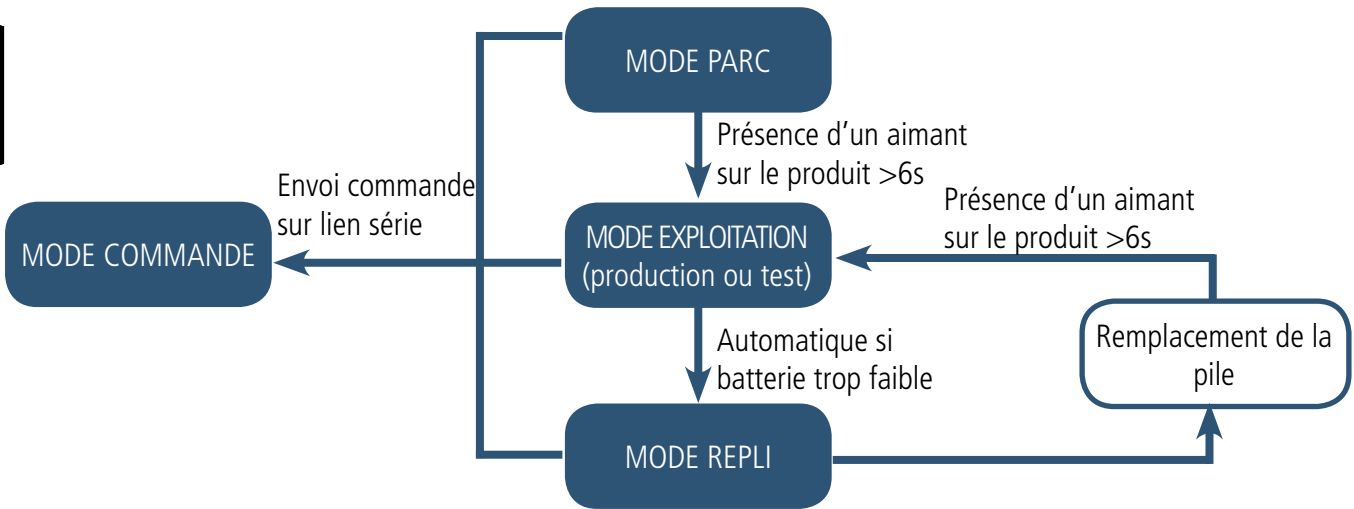 MODE PARC
Présence d'un aimant
sur le produit >6s
Envoi commande
sur lien série
Présence d'un aimant
sur le produit >6s
MODE COMMANDE
MODE EXPLOITATION
(production ou test)
Automatique si
batterie trop faible
Remplacement de la
pile
MODE REPLI